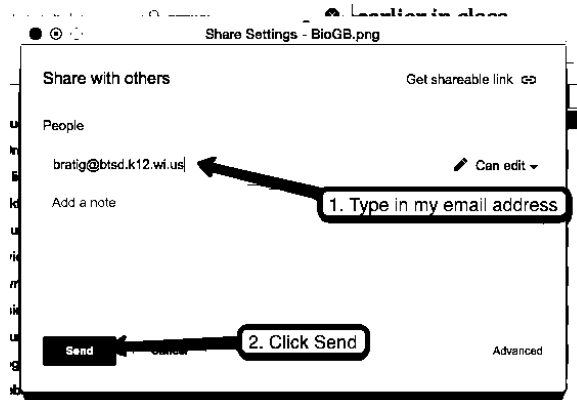 earlier in class
Share Settings - BioGB.png
Share with others
Get shareable link
People
bratig@btsd.k12.wi.us
Can edit
Add a note
1. Type in my email address
Send
Cancel
2. Click Send
Advanced